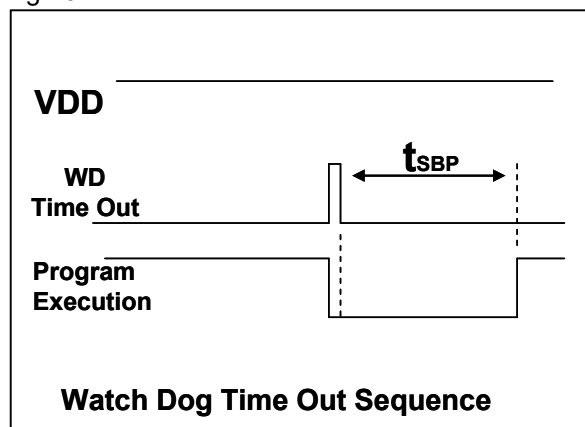 VDD
tSBP
WD
Time Out
Program
Execution
Watch Dog Time Out Sequence